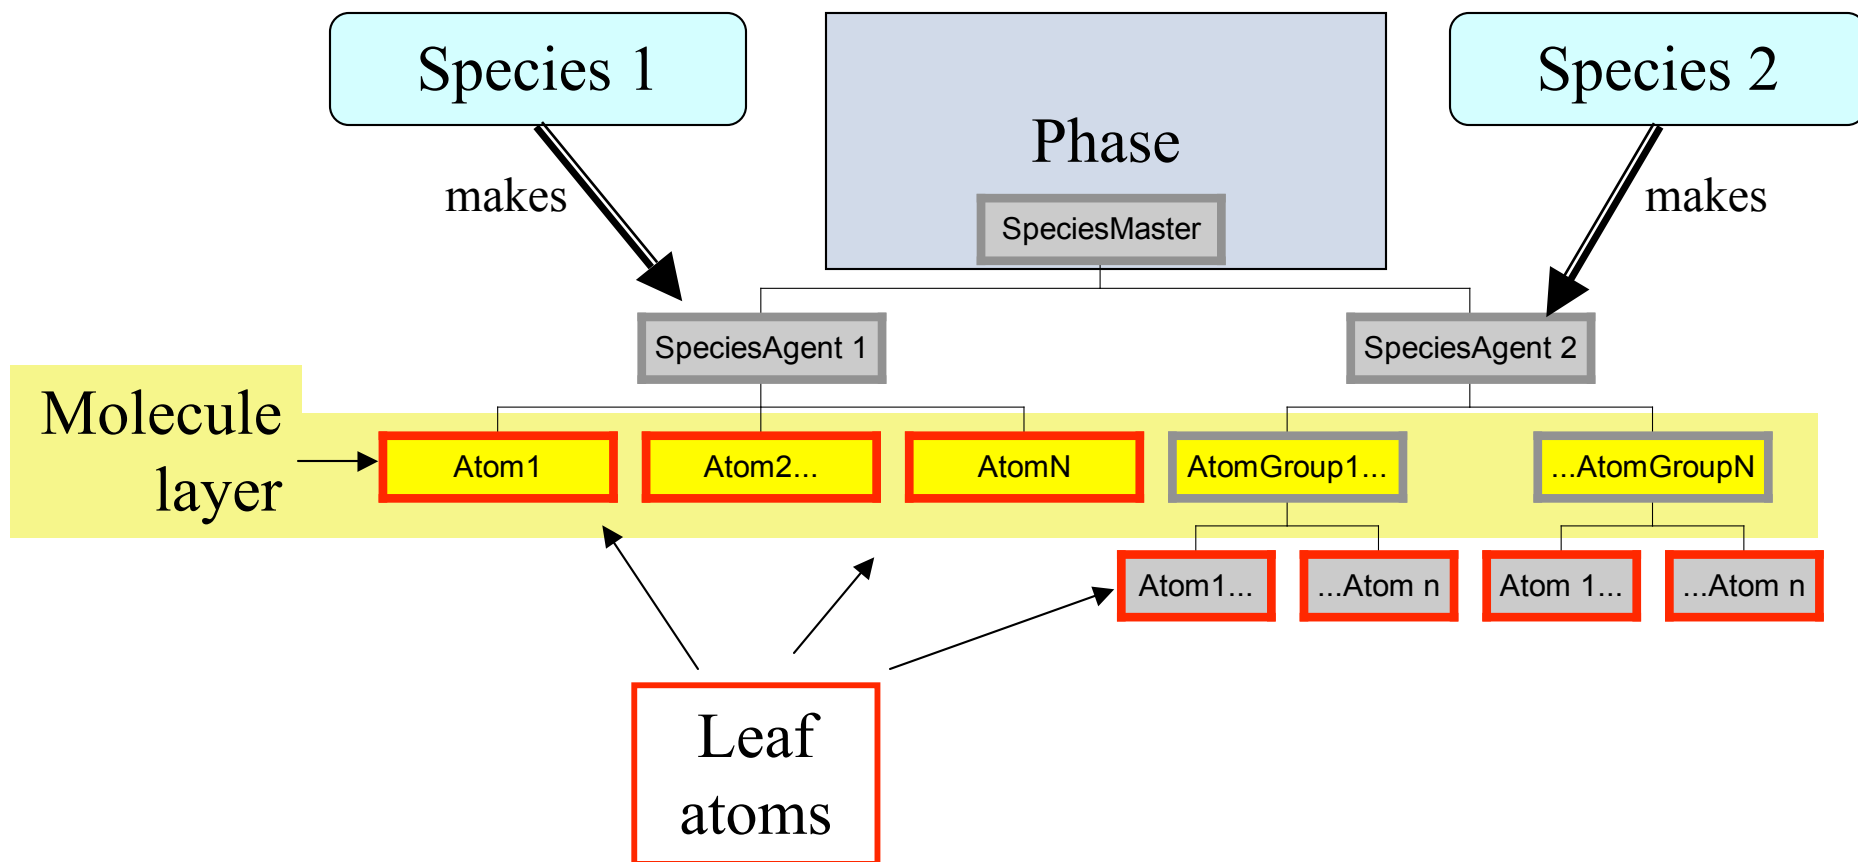 Species 1
Phase
Species 2
makes
makes
SpeciesMaster
SpeciesAgent 1
SpeciesAgent 2
Molecule
layer
Atom1
Atom2...
AtomN
AtomGroup1...
...AtomGroupN
Atom1...
...Atom n
Atom 1...
...Atom n
Leaf
atoms